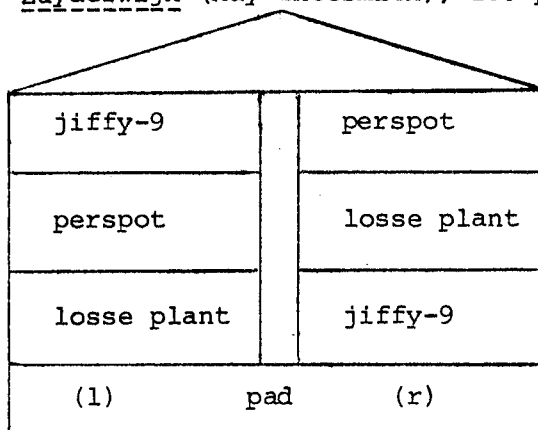 jiffy-9 perspot
perspot losse plant
losse plant jiffy-9
(l) pad (r)